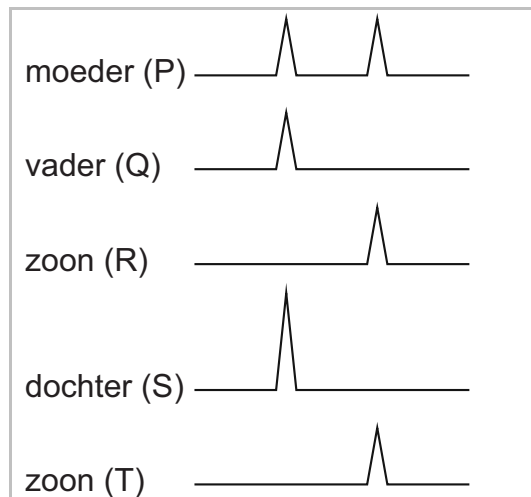 moeder (P)
vader (Q)
zoon (R)
dochter (S)
zoon (T)